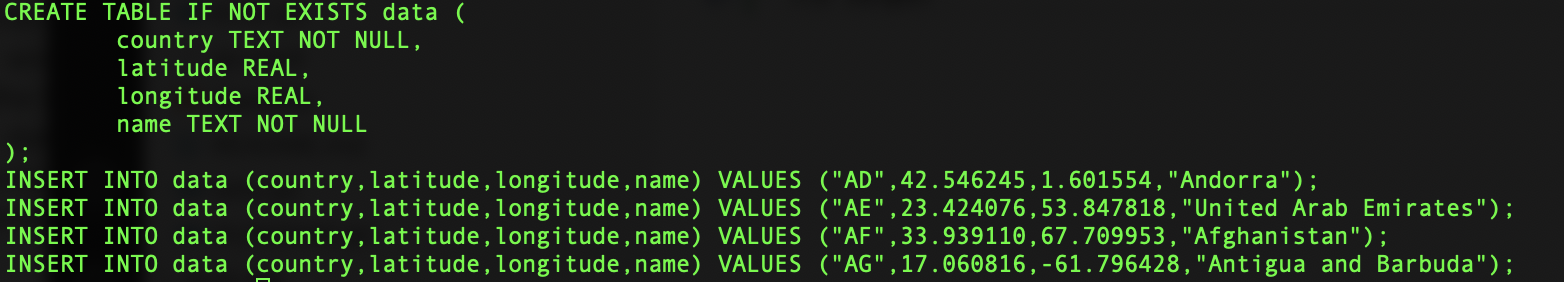 CREATE TABLE IF NOT EXISTS data (
        country TEXT NOT NULL,
        latitude REAL,
        longitude REAL,
        name TEXT NOT NULL
);
INSERT INTO data (country,latitude,longitude,name) VALUES ("AD",42.546245,1.601554,"Andorra");
INSERT INTO data (country,latitude,longitude,name) VALUES ("AE",23.424076,53.847818,"United Arab Emirates");
INSERT INTO data (country,latitude,longitude,name) VALUES ("AF",33.939110,67.709953,"Afghanistan");
INSERT INTO data (country,latitude,longitude,name) VALUES ("AG",17.060816,-61.796428,"Antigua and Barbuda");